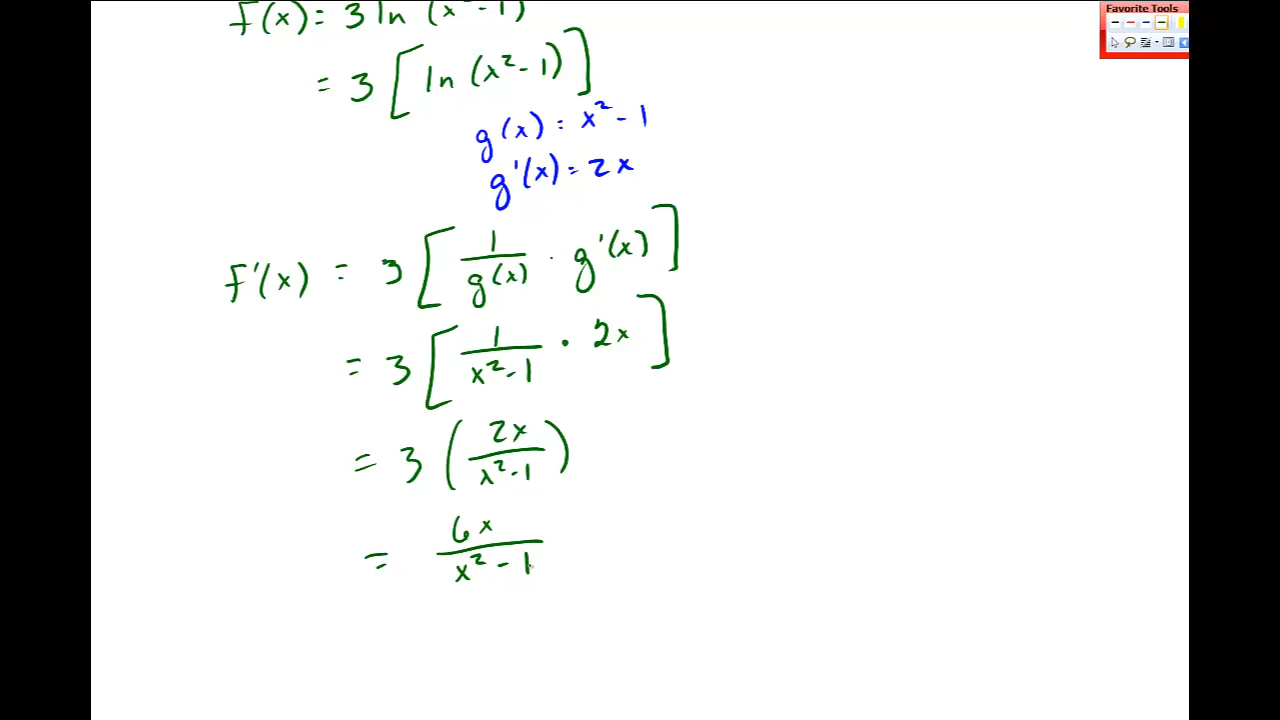 f(x) = 3 ln (x² - 1)
= 3 [ ln (x² - 1) ]
g(x) = x² - 1
g'(x) = 2x
f'(x) = 3 [ 1/g(x) · g'(x) ]
= 3 [ 1/(x² - 1) · 2x ]
= 3 ( 2x/(x² - 1) )
= 6x/(x² - 1)
Favorite Tools